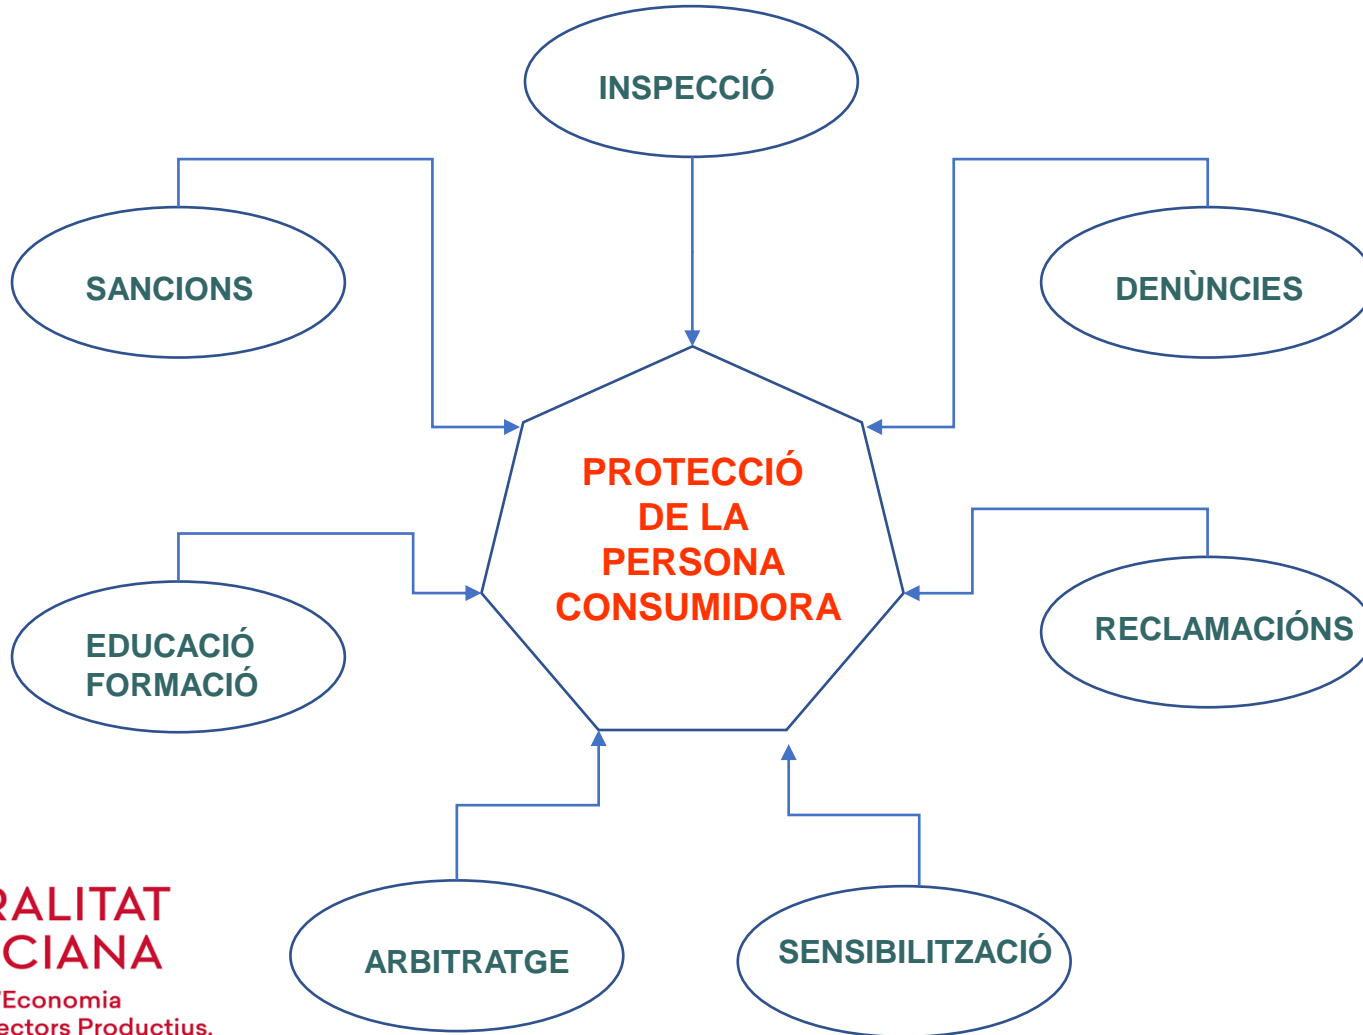 INSPECCIÓ
SANCIONS
DENÙNCIES
PROTECCIÓ
DE LA
PERSONA
CONSUMIDORA
EDUCACIÓ
FORMACIÓ
RECLAMACIÓNS
ARBITRATGE
SENSIBILITZACIÓ
RALITAT
CIANA
'Economia
ectors Productius,